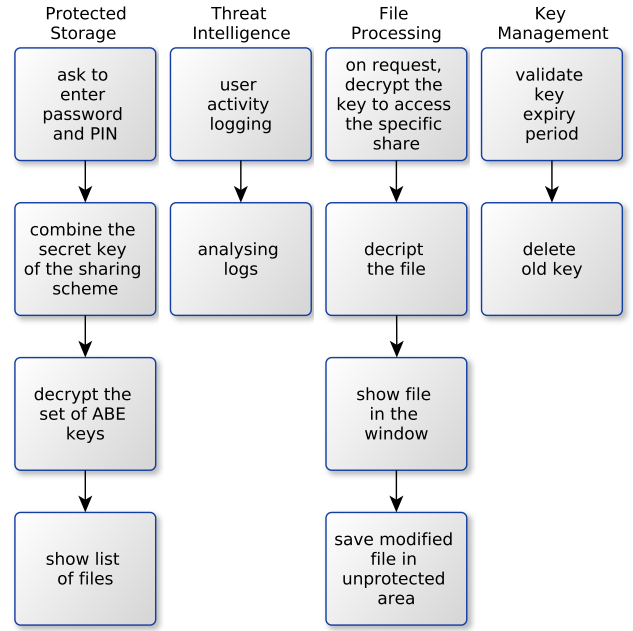 Protected
Storage
Threat
Intelligence
File
Processing
Key
Management
ask to
enter
password
and PIN
user
activity
logging
on request,
decrypt the
key to access
the specific
share
validate
key
expiry
period
combine the
secret key
of the sharing
scheme
analysing
logs
decript
the file
delete
old key
decrypt the
set of ABE
keys
show file
in the
window
show list
of files
save modified
file in
unprotected
area